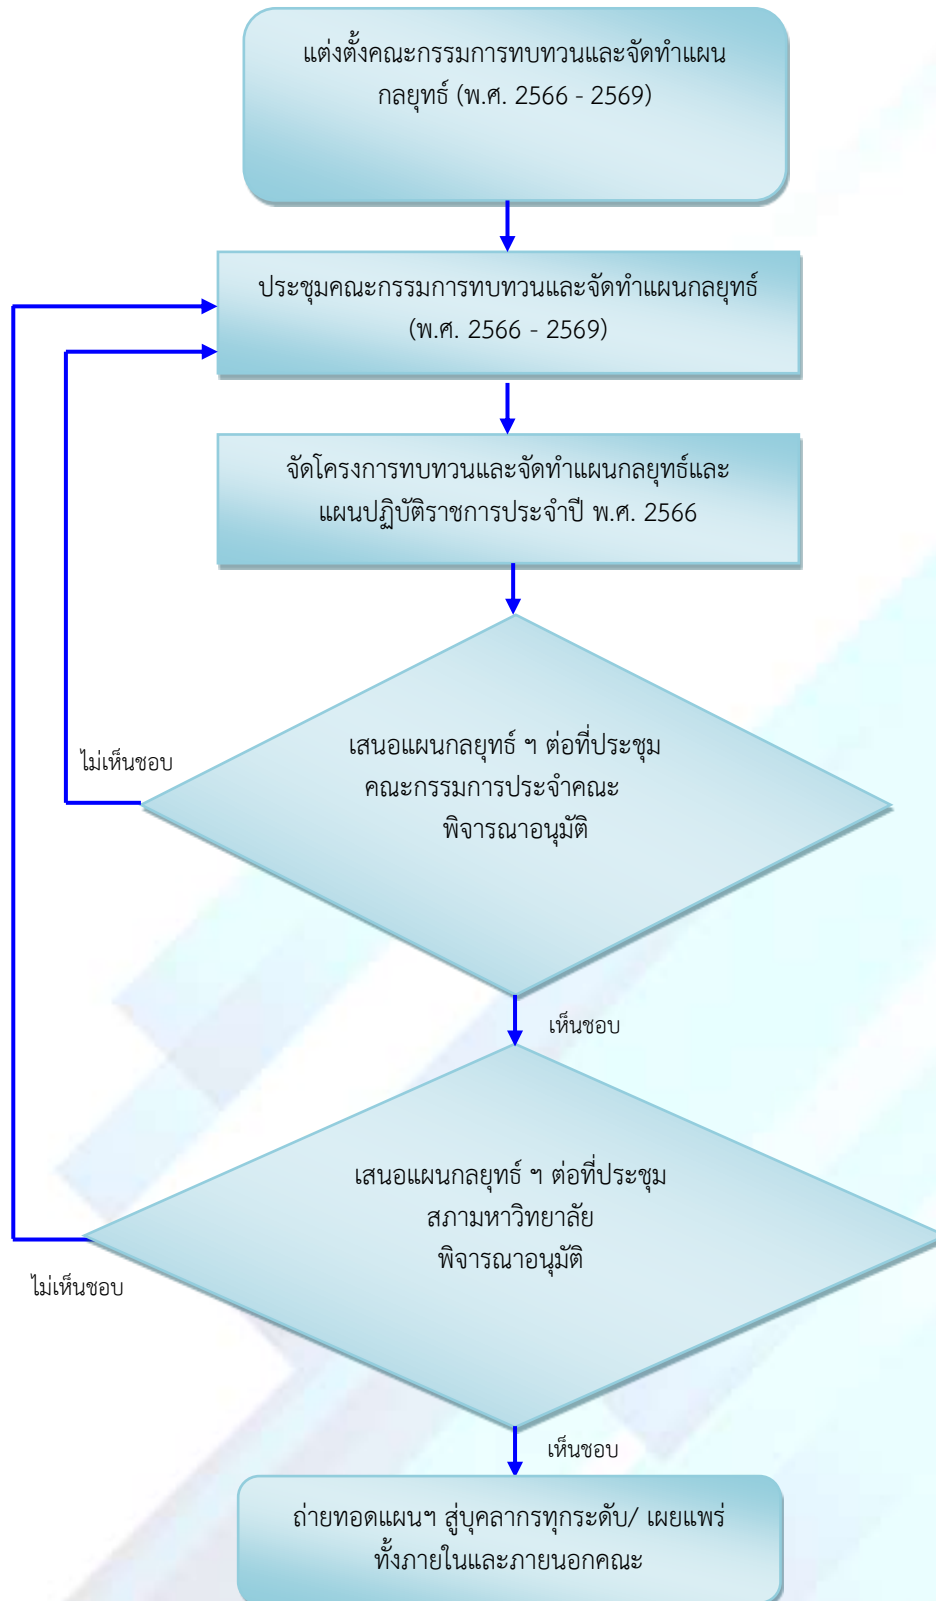 แต่งตั้งคณะกรรมการทบทวนและจัดทำแผน
กลยุทธ์ (พ.ศ. 2566 - 2569)
ประชุมคณะกรรมการทบทวนและจัดทำแผนกลยุทธ์
(พ.ศ. 2566 - 2569)
จัดโครงการทบทวนและจัดทำแผนกลยุทธ์และ
แผนปฏิบัติราชการประจำปี พ.ศ. 2566
เสนอแผนกลยุทธ์ ฯ ต่อที่ประชุม
คณะกรรมการประจำคณะ
พิจารณาอนุมัติ
ไม่เห็นชอบ
เห็นชอบ
เสนอแผนกลยุทธ์ ฯ ต่อที่ประชุม
สภามหาวิทยาลัย
พิจารณาอนุมัติ
ไม่เห็นชอบ
เห็นชอบ
ถ่ายทอดแผนฯ สู่บุคลากรทุกระดับ/ เผยแพร่
ทั้งภายในและภายนอกคณะ